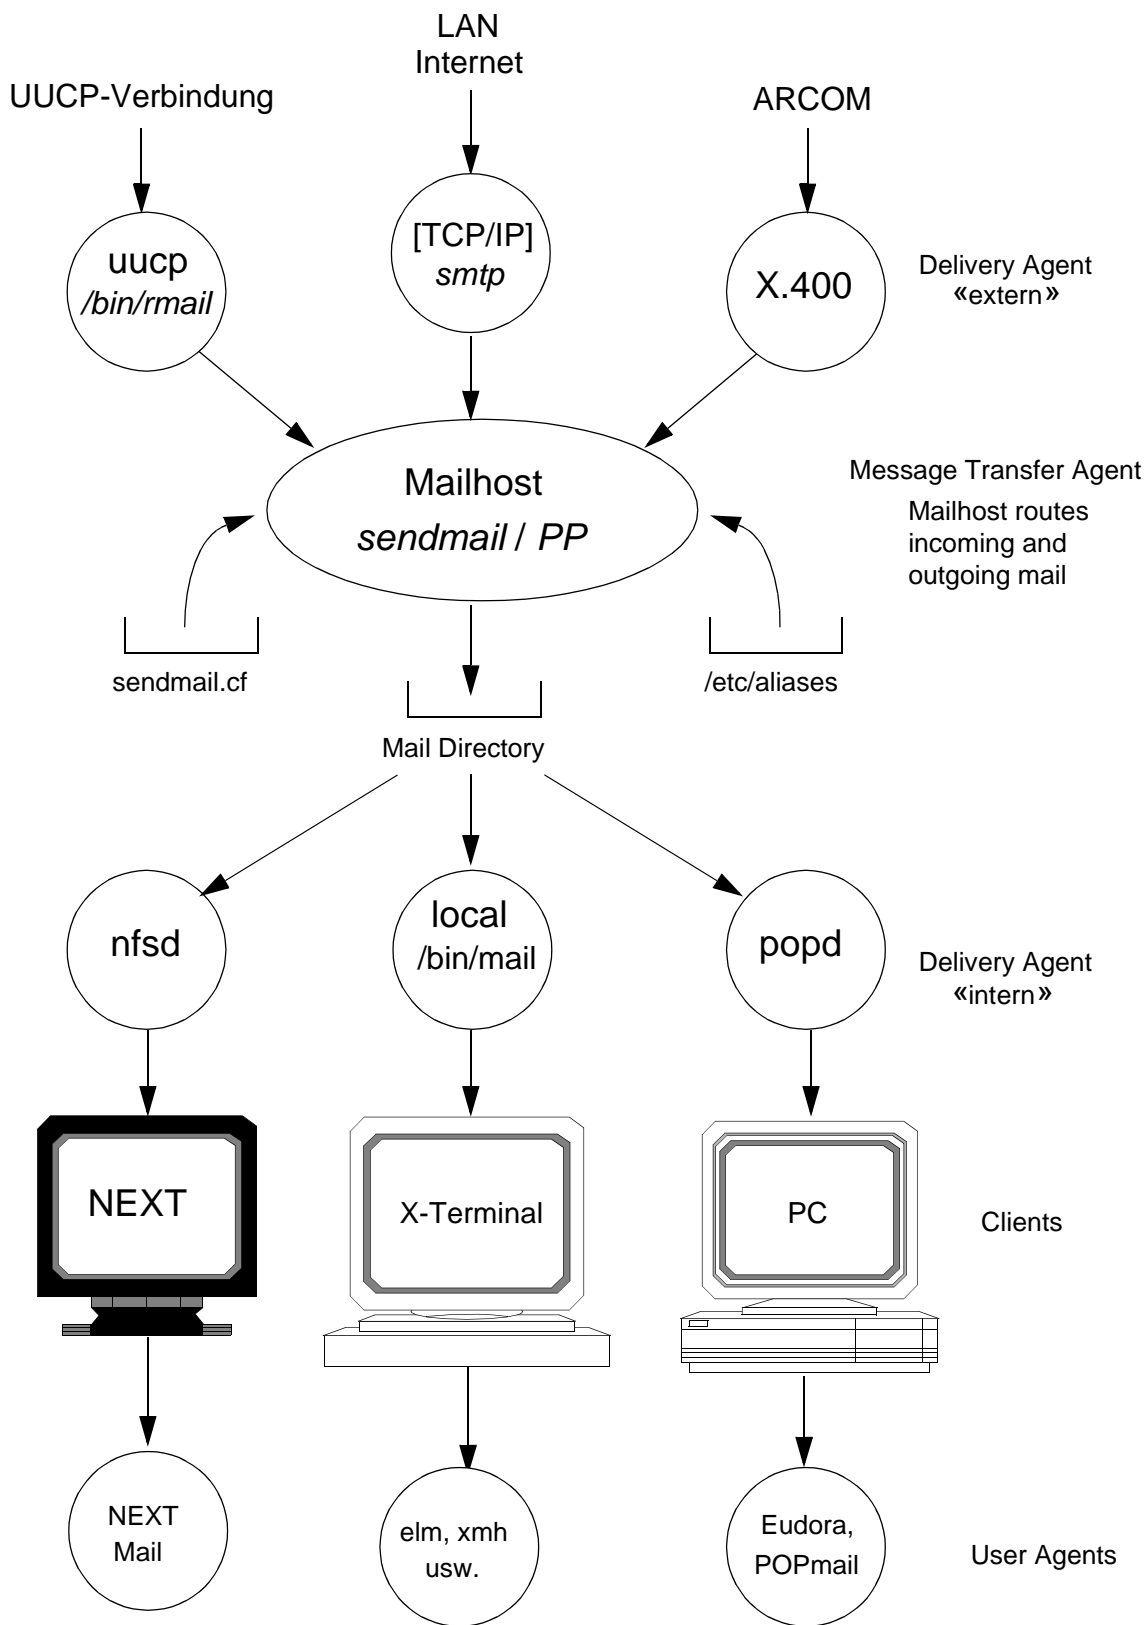 LAN
Internet
UUCP-Verbindung
ARCOM
uucp
/bin/rmail
[TCP/IP]
smtp
X.400
Delivery Agent
«extern»
Mailhost
sendmail / PP
Message Transfer Agent
Mailhost routes
incoming and
outgoing mail
sendmail.cf
/etc/aliases
Mail Directory
nfsd
local
/bin/mail
popd
Delivery Agent
«intern»
NEXT
X-Terminal
PC
Clients
NEXT
Mail
elm, xmh
usw.
Eudora,
POPmail
User Agents